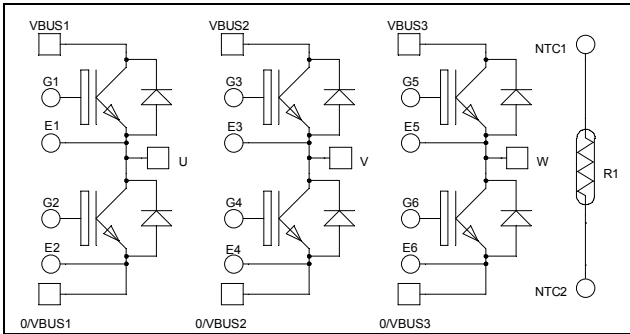 VBUS1 VBUS2 VBUS3
NTC1
G1 G3 G5
E1 E3 E5
U V W
R1
G2 G4 G6
E2 E4 E6
NTC2
0/VBUS1 0/VBUS2 0/VBUS3